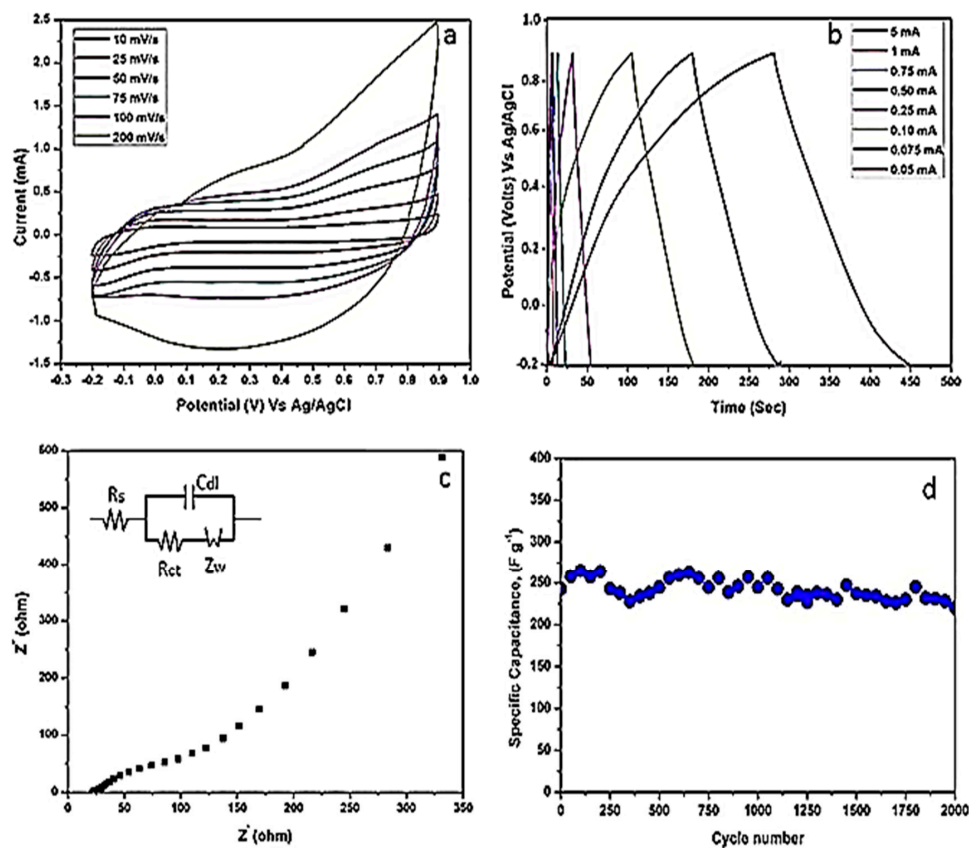 a
10 mV/s
25 mV/s
50 mV/s
75 mV/s
100 mV/s
200 mV/s
2.5
2.0
1.5
1.0
0.5
0.0
-0.5
-1.0
-1.5
Current (mA)
-0.3 -0.2 -0.1 0.0 0.1 0.2 0.3 0.4 0.5 0.6 0.7 0.8 0.9 1.0
Potential (V) Vs Ag/AgCl
b
5 mA
1 mA
0.75 mA
0.50 mA
0.25 mA
0.10 mA
0.075 mA
0.05 mA
1.0
0.8
0.6
0.4
0.2
0.0
-0.2
Potential (Volts) Vs Ag/AgCl
0 50 100 150 200 250 300 350 400 450 500
Time (Sec)
c
Rs
Cdl
Rct
Zw
600
500
400
300
200
100
0
Z" (ohm)
0 50 100 150 200 250 300 350
Z' (ohm)
d
400
350
300
250
200
150
100
50
0
Specific Capacitance, (F g⁻¹)
0 250 500 750 1000 1250 1500 1750 2000
Cycle number